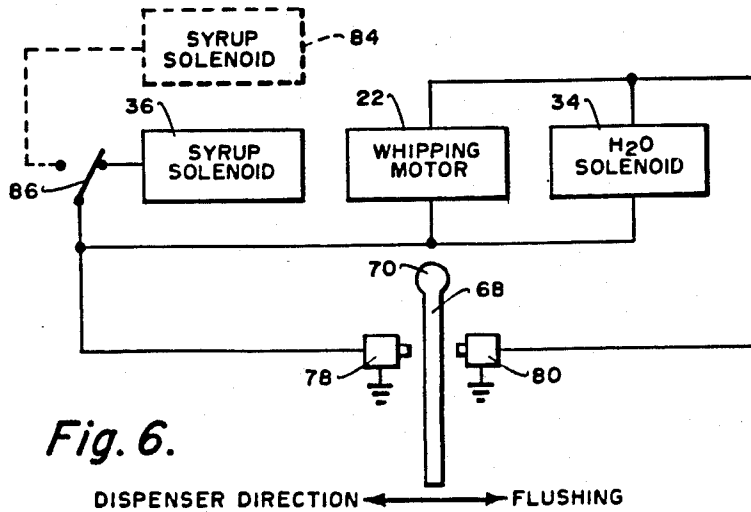 SYRUP
SOLENOID
84
36
SYRUP
SOLENOID
22
WHIPPING
MOTOR
34
H2O
SOLENOID
86
70
68
78
80
Fig. 6.
DISPENSER DIRECTION FLUSHING